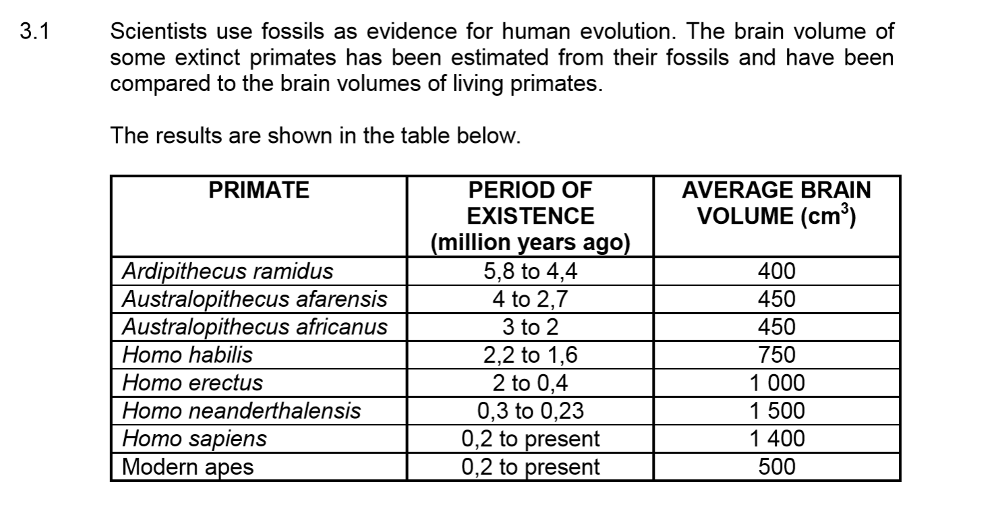 3.1 Scientists use fossils as evidence for human evolution. The brain volume of
some extinct primates has been estimated from their fossils and have been
compared to the brain volumes of living primates.
The results are shown in the table below.
PRIMATE PERIOD OF EXISTENCE (million years ago) AVERAGE BRAIN VOLUME (cm³)
Ardipithecus ramidus 5,8 to 4,4 400
Australopithecus afarensis 4 to 2,7 450
Australopithecus africanus 3 to 2 450
Homo habilis 2,2 to 1,6 750
Homo erectus 2 to 0,4 1 000
Homo neanderthalensis 0,3 to 0,23 1 500
Homo sapiens 0,2 to present 1 400
Modern apes 0,2 to present 500